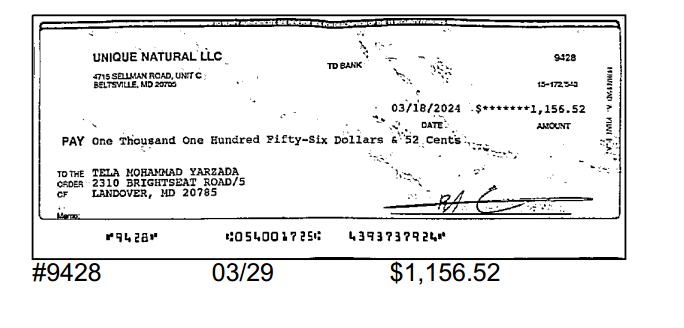 UNIQUE NATURAL LLC
4715 SELLMAN ROAD, UNIT C
BELTSVILLE, MD 20705
TD BANK
9428
15-172/540
03/18/2024 $*******1,156.52
DATE AMOUNT
PAY One Thousand One Hundred Fifty-Six Dollars & 52 Cents
TO THE ORDER OF
TELA MOHAMMAD YARZADA
2310 BRIGHTSEAT ROAD/5
LANDOVER, MD 20785
Memo:
⑈9428⑈ ⑆054001725⑆ 4393737924⑈
#9428 03/29 $1,156.52